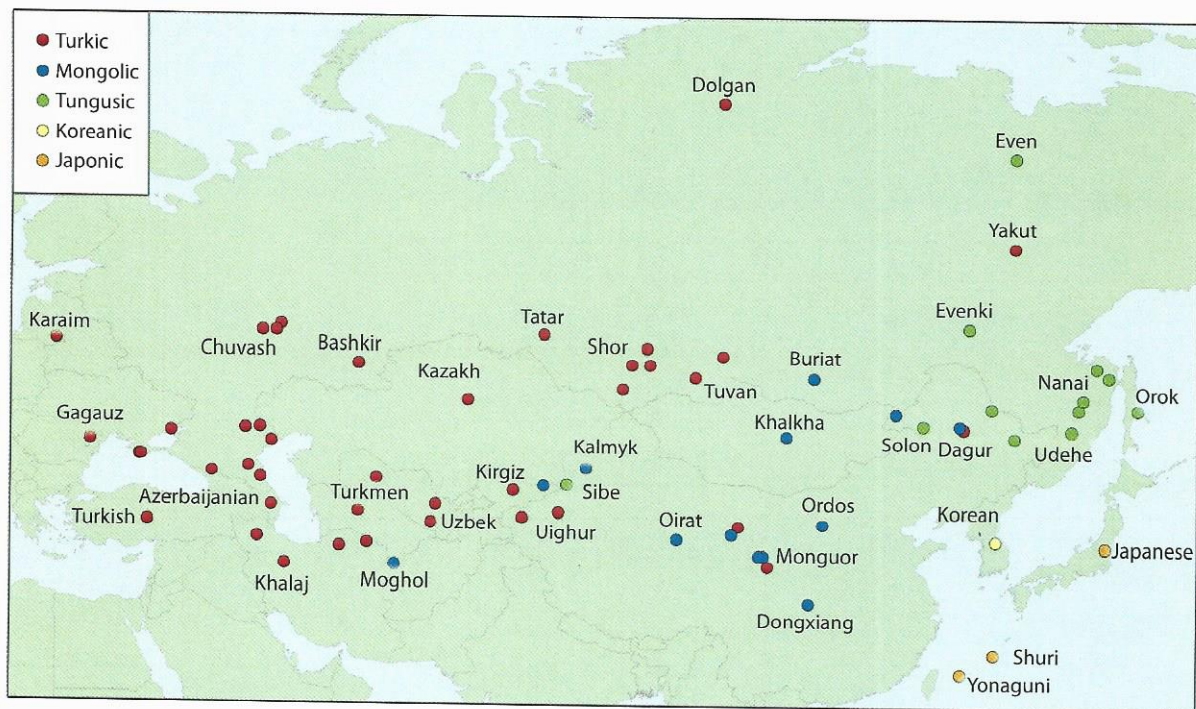 Turkic
Mongolic
Tungusic
Koreanic
Japonic
Dolgan
Even
Yakut
Karaim
Chuvash
Bashkir
Tatar
Shor
Tuvan
Buriat
Evenki
Kazakh
Nanai
Orok
Gagauz
Khalkha
Solon
Dagur
Udehe
Kalmyk
Kirgiz
Sibe
Azerbaijanian
Turkmen
Turkish
Uzbek
Uighur
Oirat
Ordos
Korean
Japanese
Monguor
Khalaj
Moghol
Dongxiang
Shuri
Yonaguni